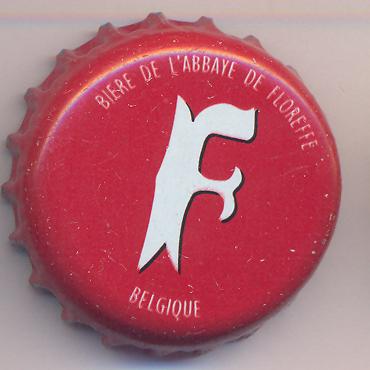 BIERE DE L'ABBAYE DE FLOREFFE
F
BELGIQUE